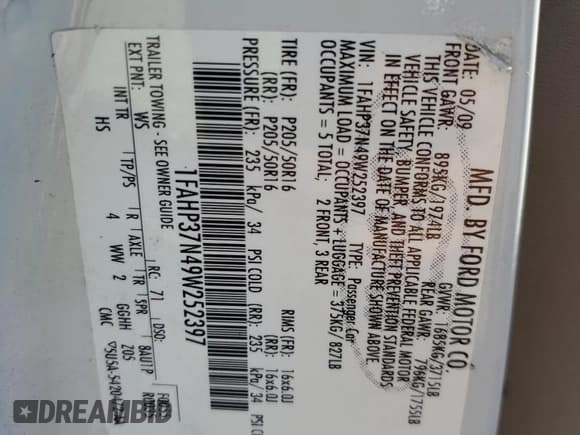 MFD. BY FORD MOTOR CO.
DATE: 05/09 GVWR: 1685KG/3715LB
FRONT GAWR: 895KG/1974LB REAR GAWR: 796KG/1755LB
THIS VEHICLE CONFORMS TO ALL APPLICABLE FEDERAL MOTOR
VEHICLE SAFETY, BUMPER AND THEFT PREVENTION STANDARDS
IN EFFECT ON THE DATE OF MANUFACTURE SHOWN ABOVE.
VIN: 1FAHP37N49W252397 TYPE: Passenger Car
MAXIMUM LOAD = OCCUPANTS + LUGGAGE = 375KG/827LB
OCCUPANTS = 5 TOTAL: 2 FRONT, 3 REAR
TIRE (FR): P205/50R16 RIMS (FR): 16x6.0J
(RR): P205/50R16 (RR): 16x6.0J
PRESSURE (FR): 235 kPa/ 34 PSI COLD (RR): 235 kPa/ 34 PSI
1FAHP37N49W252397
TRAILER TOWING - SEE OWNER GUIDE
EXT PNT: WS RC: 71 DSO:
INT TR TP/PS R AXLE TR SPR 8AU1P
HS 4 WW 2 GGHH Z05
CMC
DREAMBID